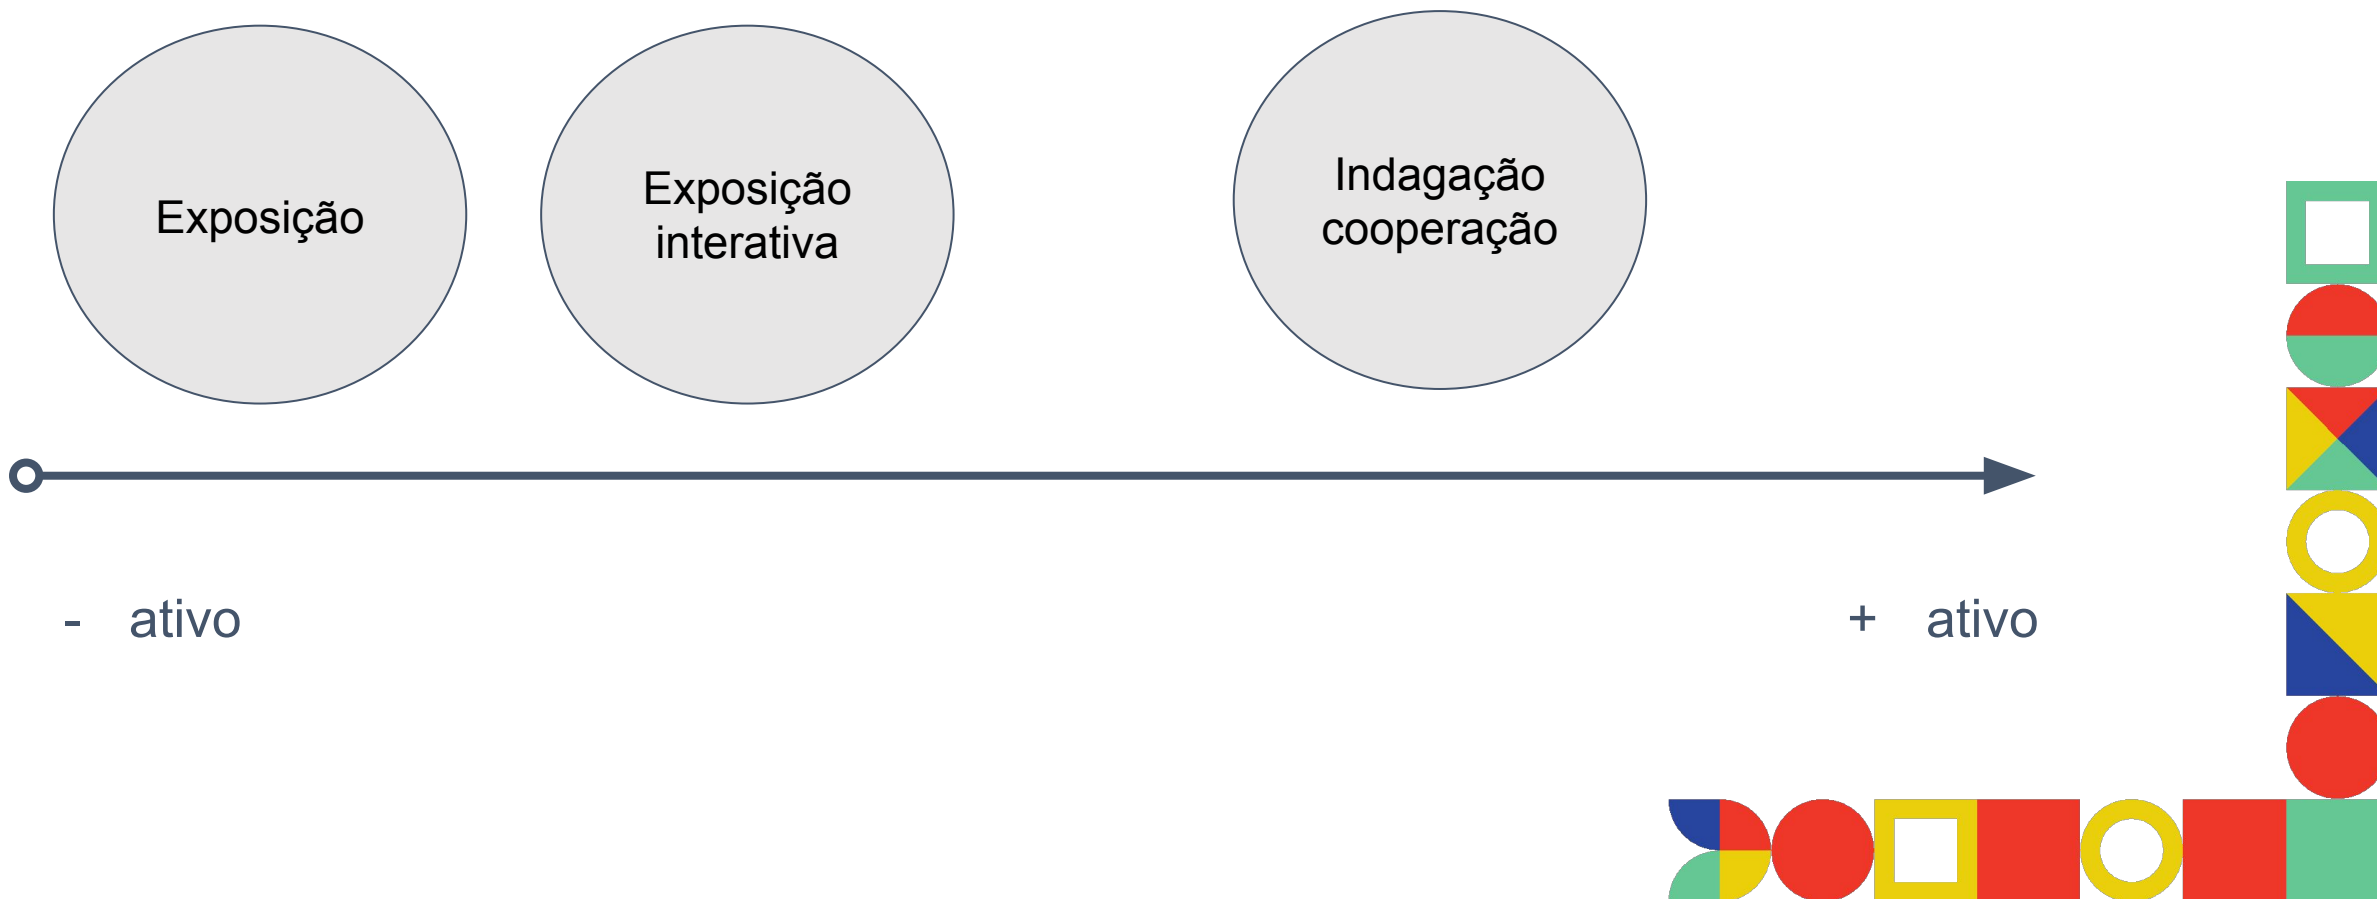 Exposição
Exposição
interativa
Indagação
cooperação
- ativo
+ ativo